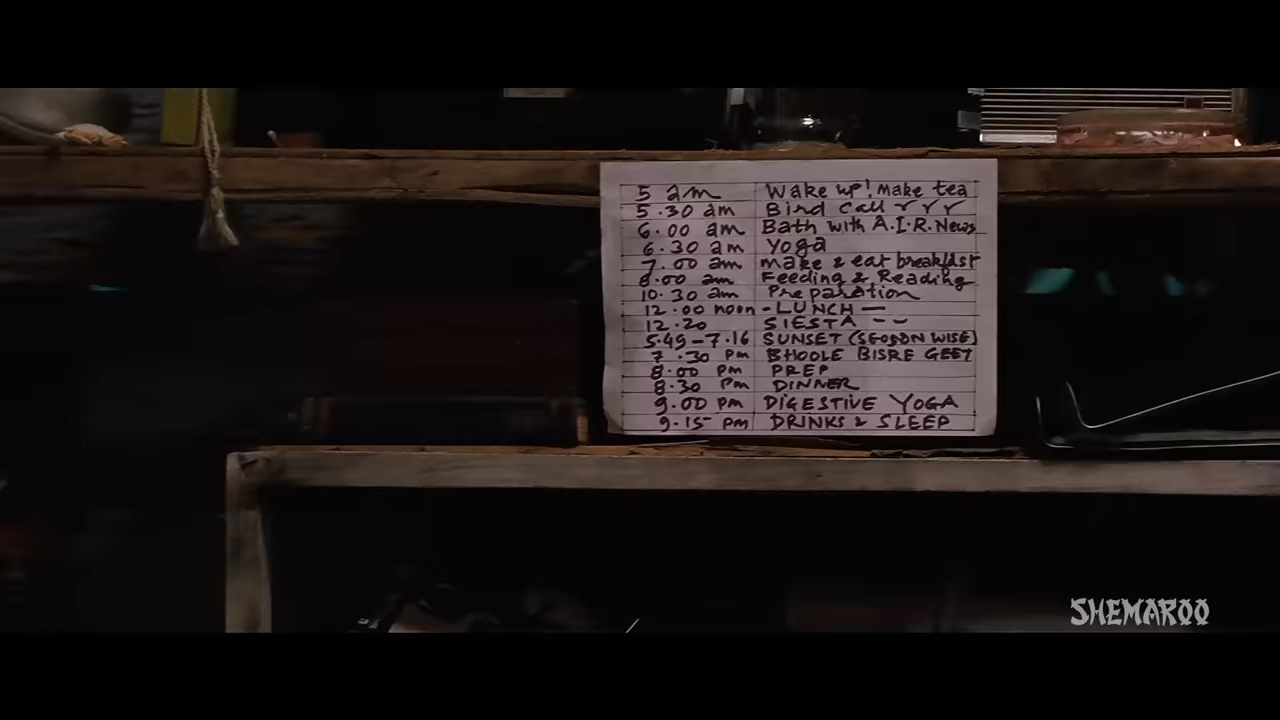 5 am Wake up! Make tea
5.30 am Bird Call
6.00 am Bath with A.I.R. News
6.30 am Yoga
7.00 am make & eat breakfast
8.00 am Feeding & Reading
10.30 am Preparation
12.00 noon - LUNCH —
12.20 SIESTA - -
5.49 - 7.16 SUNSET (SEOSON WISE)
7.30 PM BHOOLE BISRE GEET
8.00 PM PREP
8.30 PM DINNER
9.00 PM DIGESTIVE YOGA
9.15 PM DRINKS & SLEEP
SHEMAROO